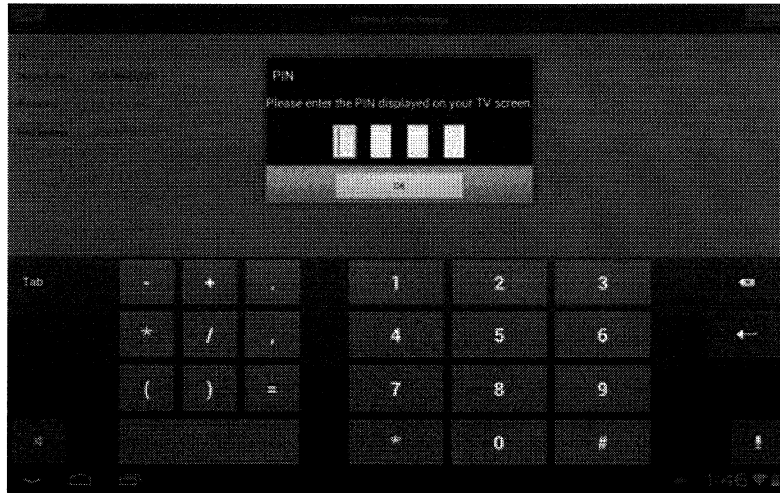 PIN
Please enter the PIN displayed on your TV screen.
OK
Tab - + . 1 2 3
* / , 4 5 6
( ) = 7 8 9
* 0 # !